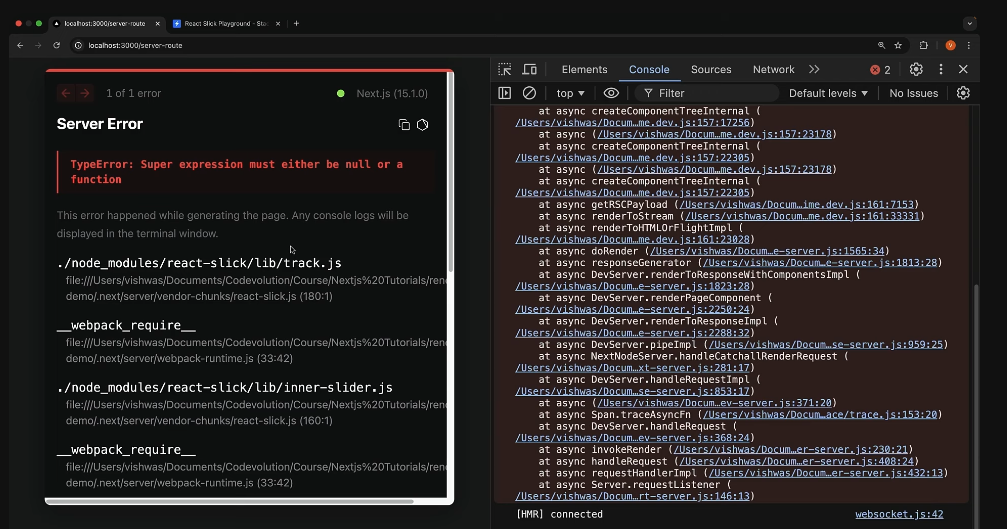 localhost:3000/server-route
React Slick Playground - Sta
localhost:3000/server-route
1 of 1 error
Next.js (15.1.0)
Server Error
TypeError: Super expression must either be null or a
function
This error happened while generating the page. Any console logs will be
displayed in the terminal window.
./node_modules/react-slick/lib/track.js
file:///Users/vishwas/Documents/Codevolution/Course/Nextjs%20Tutorials/ren
demo/.next/server/vendor-chunks/react-slick.js (180:1)
__webpack_require__
file:///Users/vishwas/Documents/Codevolution/Course/Nextjs%20Tutorials/ren
demo/.next/server/webpack-runtime.js (33:42)
./node_modules/react-slick/lib/inner-slider.js
file:///Users/vishwas/Documents/Codevolution/Course/Nextjs%20Tutorials/ren
demo/.next/server/vendor-chunks/react-slick.js (160:1)
__webpack_require__
file:///Users/vishwas/Documents/Codevolution/Course/Nextjs%20Tutorials/ren
demo/.next/server/webpack-runtime.js (33:42)
Elements Console Sources Network 2
top Filter Default levels No Issues
at async createComponentTreeInternal (
/Users/vishwas/Docum…me.dev.js:157:17256)
at async (/Users/vishwas/Docum…me.dev.js:157:23178)
at async createComponentTreeInternal (
/Users/vishwas/Docum…me.dev.js:157:22305)
at async (/Users/vishwas/Docum…me.dev.js:157:23178)
at async createComponentTreeInternal (
/Users/vishwas/Docum…me.dev.js:157:22305)
at async getRSCPayload (/Users/vishwas/Docum…ime.dev.js:161:7153)
at async renderToStream (/Users/vishwas/Docum…me.dev.js:161:33331)
at async renderToHTMLOrFlightImpl (
/Users/vishwas/Docum…me.dev.js:161:23028)
at async doRender (/Users/vishwas/Docum…e-server.js:1565:34)
at async responseGenerator (/Users/vishwas/Docum…e-server.js:1813:28)
at async DevServer.renderToResponseWithComponentsImpl (
/Users/vishwas/Docum…e-server.js:1823:28)
at async DevServer.renderPageComponent (
/Users/vishwas/Docum…e-server.js:2250:24)
at async DevServer.renderToResponseImpl (
/Users/vishwas/Docum…e-server.js:2288:32)
at async DevServer.pipeImpl (/Users/vishwas/Docum…se-server.js:959:25)
at async NextNodeServer.handleCatchallRenderRequest (
/Users/vishwas/Docum…xt-server.js:281:17)
at async DevServer.handleRequestImpl (
/Users/vishwas/Docum…se-server.js:853:17)
at async (/Users/vishwas/Docum…ev-server.js:371:20)
at async Span.traceAsyncFn (/Users/vishwas/Docum…ace/trace.js:153:20)
at async DevServer.handleRequest (
/Users/vishwas/Docum…ev-server.js:368:24)
at async invokeRender (/Users/vishwas/Docum…er-server.js:230:21)
at async handleRequest (/Users/vishwas/Docum…er-server.js:408:24)
at async requestHandlerImpl (/Users/vishwas/Docum…er-server.js:432:13)
at async Server.requestListener (
/Users/vishwas/Docum…rt-server.js:146:13)
[HMR] connected websocket.js:42